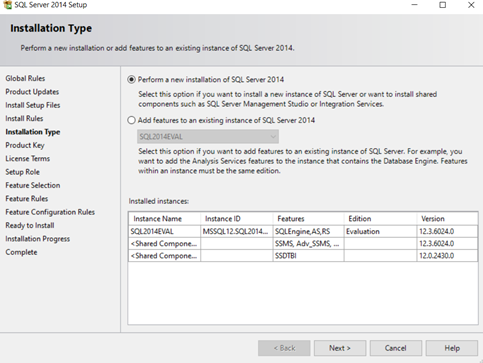 SQL Server 2014 Setup
Installation Type
Perform a new installation or add features to an existing instance of SQL Server 2014.
Global Rules
Product Updates
Install Setup Files
Install Rules
Installation Type
Product Key
License Terms
Setup Role
Feature Selection
Feature Rules
Feature Configuration Rules
Ready to Install
Installation Progress
Complete
Perform a new installation of SQL Server 2014
Select this option if you want to install a new instance of SQL Server or want to install shared
components such as SQL Server Management Studio or Integration Services.
Add features to an existing instance of SQL Server 2014
SQL2014EVAL
Select this option if you want to add features to an existing instance of SQL Server. For example, you
want to add the Analysis Services features to the instance that contains the Database Engine. Features
within an instance must be the same edition.
Installed instances:
Instance Name Instance ID Features Edition Version
SQL2014EVAL MSSQL12.SQL2014... SQLEngine,AS,RS Evaluation 12.3.6024.0
<Shared Compone... SSMS, Adv_SSMS, ... 12.3.6024.0
<Shared Compone... SSDTBI 12.0.2430.0
< Back Next > Cancel Help